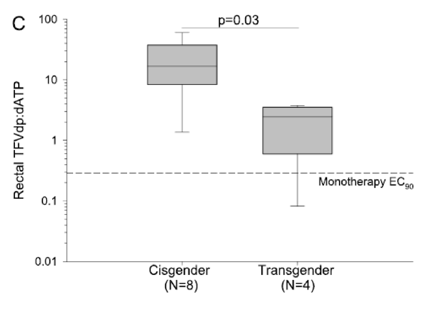 C
p=0.03
100
10
1
0.1
0.01
Rectal TFVdp:dATP
Monotherapy EC90
Cisgender
(N=8)
Transgender
(N=4)